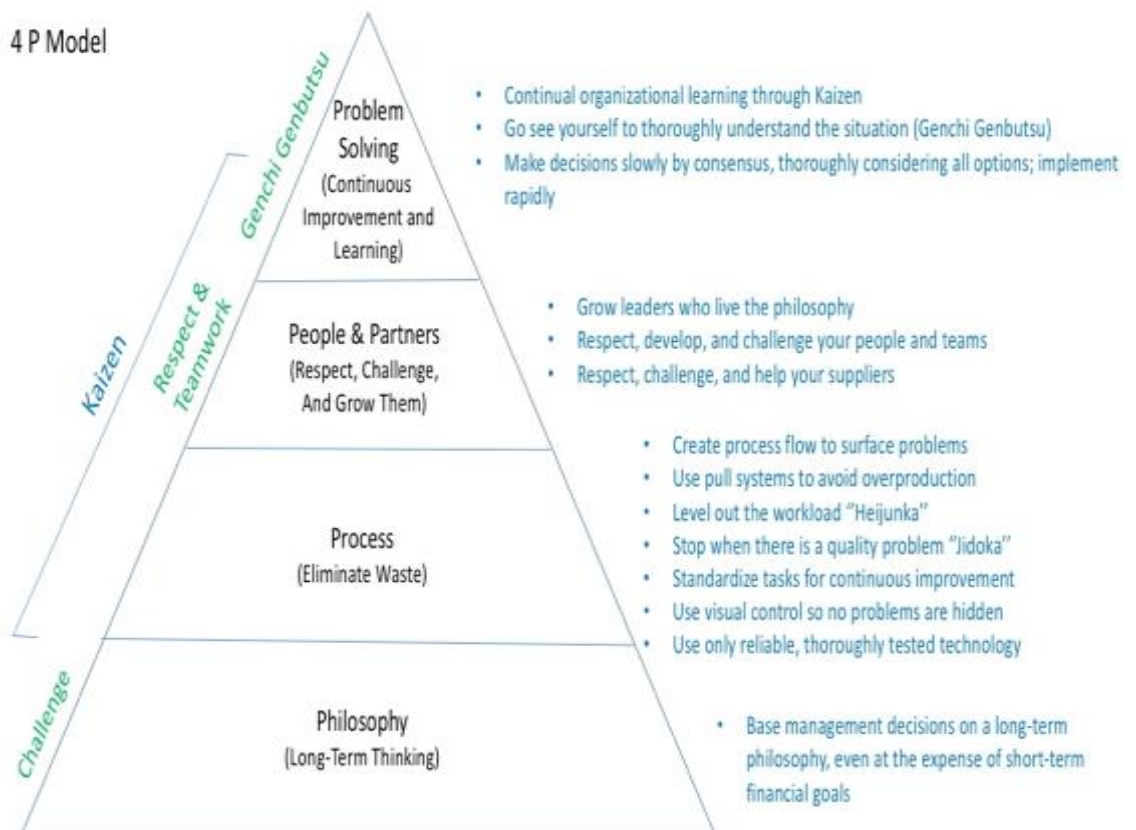 4 P Model
Genchi Genbutsu
Problem
Solving
(Continuous
Improvement and
Learning)
• Continual organizational learning through Kaizen
• Go see yourself to thoroughly understand the situation (Genchi Genbutsu)
• Make decisions slowly by consensus, thoroughly considering all options; implement
rapidly
Kaizen
Respect &
Teamwork
People & Partners
(Respect, Challenge,
And Grow Them)
• Grow leaders who live the philosophy
• Respect, develop, and challenge your people and teams
• Respect, challenge, and help your suppliers
Process
(Eliminate Waste)
• Create process flow to surface problems
• Use pull systems to avoid overproduction
• Level out the workload "Heijunka"
• Stop when there is a quality problem "Jidoka"
• Standardize tasks for continuous improvement
• Use visual control so no problems are hidden
• Use only reliable, thoroughly tested technology
Challenge
Philosophy
(Long-Term Thinking)
• Base management decisions on a long-term
philosophy, even at the expense of short-term
financial goals